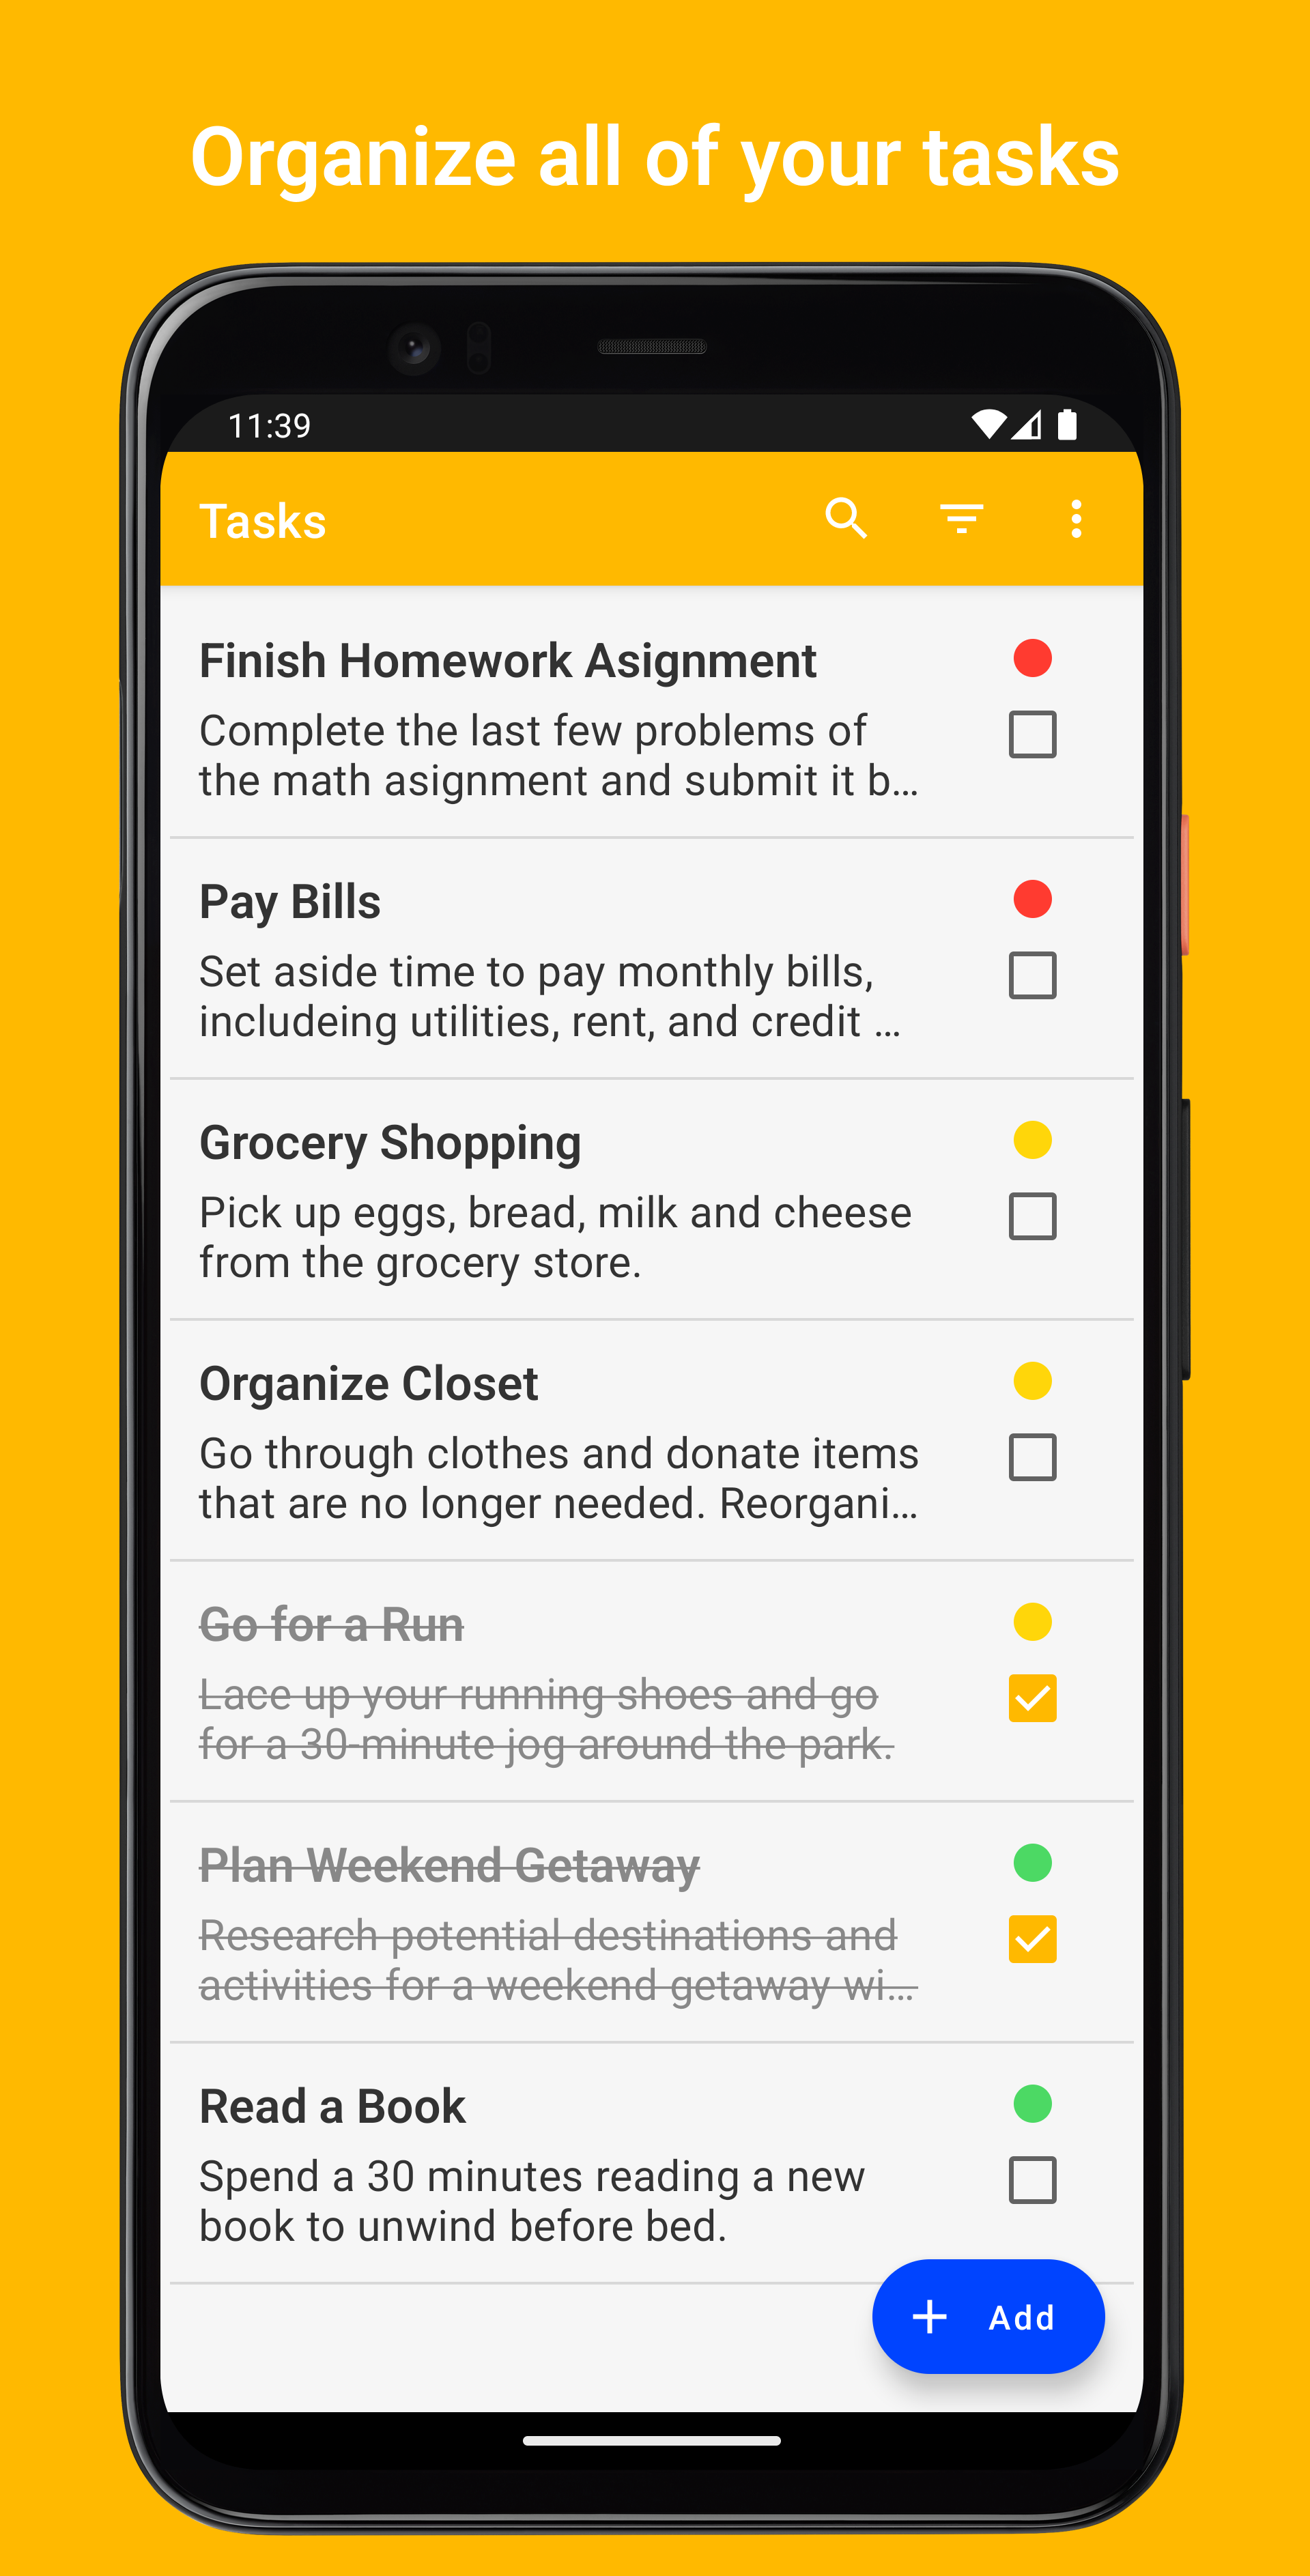 Organize all of your tasks
11:39
Tasks
Finish Homework Asignment
Complete the last few problems of
the math asignment and submit it b…
Pay Bills
Set aside time to pay monthly bills,
includeing utilities, rent, and credit …
Grocery Shopping
Pick up eggs, bread, milk and cheese
from the grocery store.
Organize Closet
Go through clothes and donate items
that are no longer needed. Reorgani…
Go for a Run
Lace up your running shoes and go
for a 30-minute jog around the park.
Plan Weekend Getaway
Research potential destinations and
activities for a weekend getaway wi…
Read a Book
Spend a 30 minutes reading a new
book to unwind before bed.
+ Add